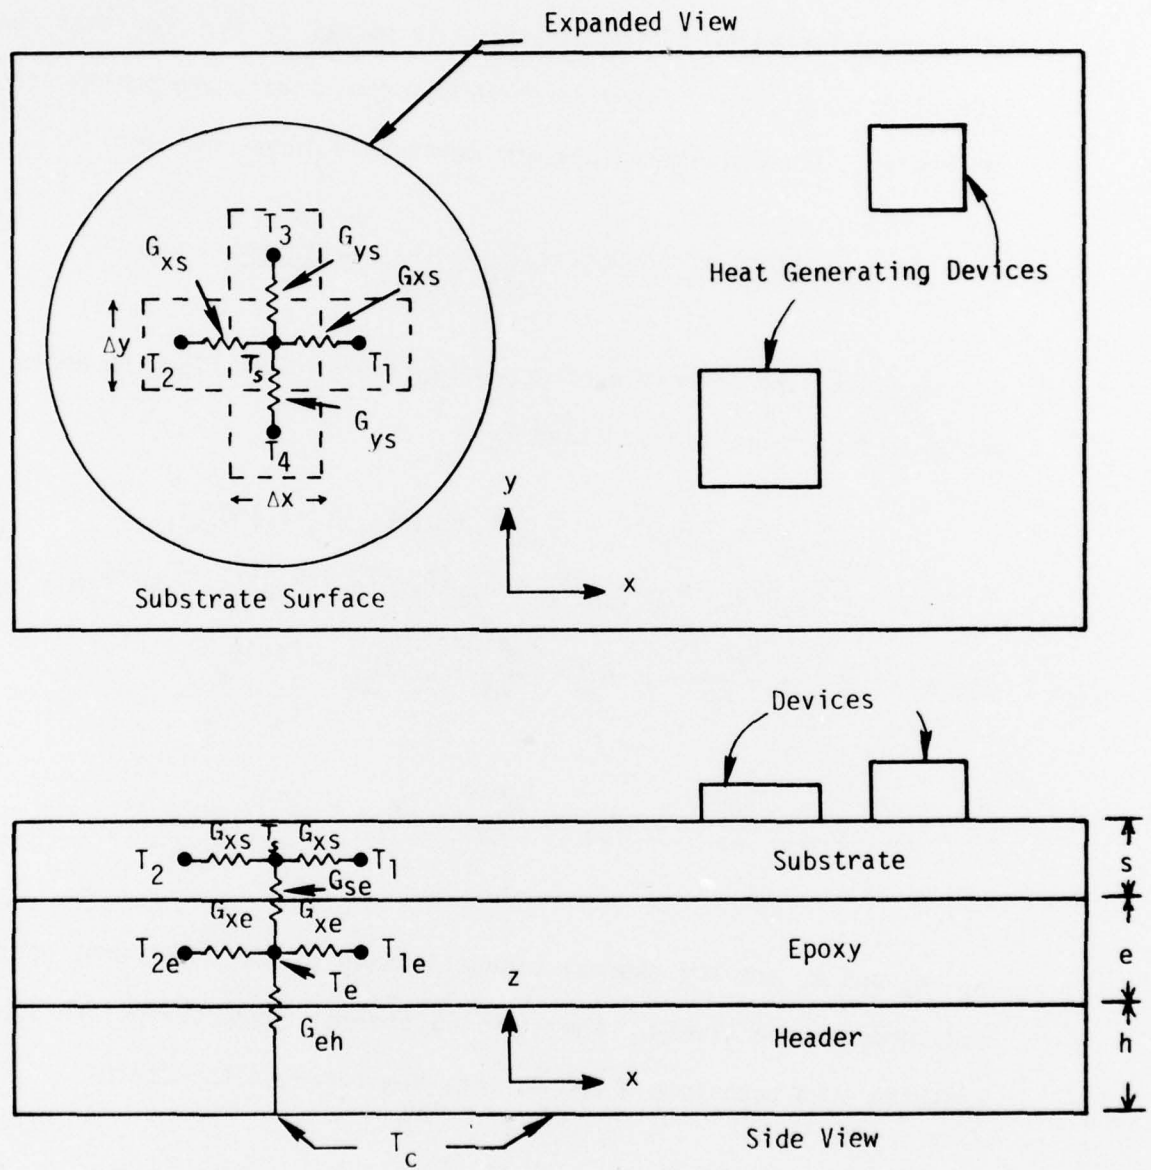 Expanded View
T3
Gys
Gxs
Gxs
Heat Generating Devices
Δy
T2
Ts
T1
Gys
T4
Δx
y
x
Substrate Surface
Devices
Gxs
Ts
Gxs
T2
T1
Substrate
s
Gse
Gxe
Gxe
T2e
T1e
Epoxy
e
Te
z
Geh
Header
h
x
Tc
Side View